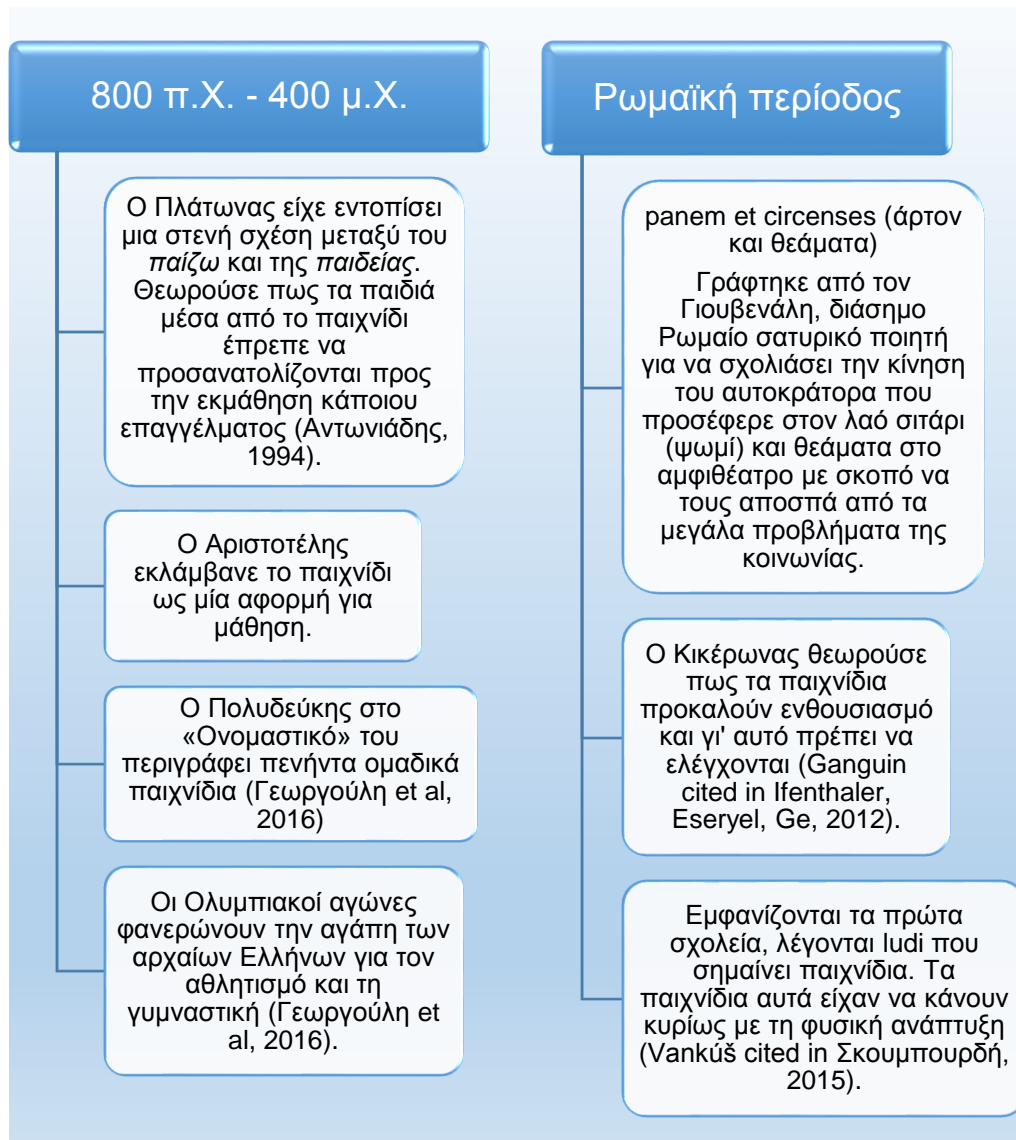 800 π.Χ. - 400 μ.Χ.
Ο Πλάτωνας είχε εντοπίσει
μια στενή σχέση μεταξύ του
παίζω και της παιδείας.
Θεωρούσε πως τα παιδιά
μέσα από το παιχνίδι
έπρεπε να
προσανατολίζονται προς
την εκμάθηση κάποιου
επαγγέλματος (Αντωνιάδης,
1994).
Ο Αριστοτέλης
εκλάμβανε το παιχνίδι
ως μία αφορμή για
μάθηση.
Ο Πολυδεύκης στο
«Ονομαστικό» του
περιγράφει πενήντα ομαδικά
παιχνίδια (Γεωργούλη et al,
2016)
Οι Ολυμπιακοί αγώνες
φανερώνουν την αγάπη των
αρχαίων Ελλήνων για τον
αθλητισμό και τη
γυμναστική (Γεωργούλη et
al, 2016).
Ρωμαϊκή περίοδος
panem et circenses (άρτον
και θεάματα)
Γράφτηκε από τον
Γιουβενάλη, διάσημο
Ρωμαίο σατυρικό ποιητή
για να σχολιάσει την κίνηση
του αυτοκράτορα που
προσέφερε στον λαό σιτάρι
(ψωμί) και θεάματα στο
αμφιθέατρο με σκοπό να
τους αποσπά από τα
μεγάλα προβλήματα της
κοινωνίας.
Ο Κικέρωνας θεωρούσε
πως τα παιχνίδια
προκαλούν ενθουσιασμό
και γι' αυτό πρέπει να
ελέγχονται (Ganguin
cited in Ifenthaler,
Eseryel, Ge, 2012).
Εμφανίζονται τα πρώτα
σχολεία, λέγονται ludi που
σημαίνει παιχνίδια. Τα
παιχνίδια αυτά είχαν να κάνουν
κυρίως με τη φυσική ανάπτυξη
(Vankúš cited in Σκουμπουρδή,
2015).